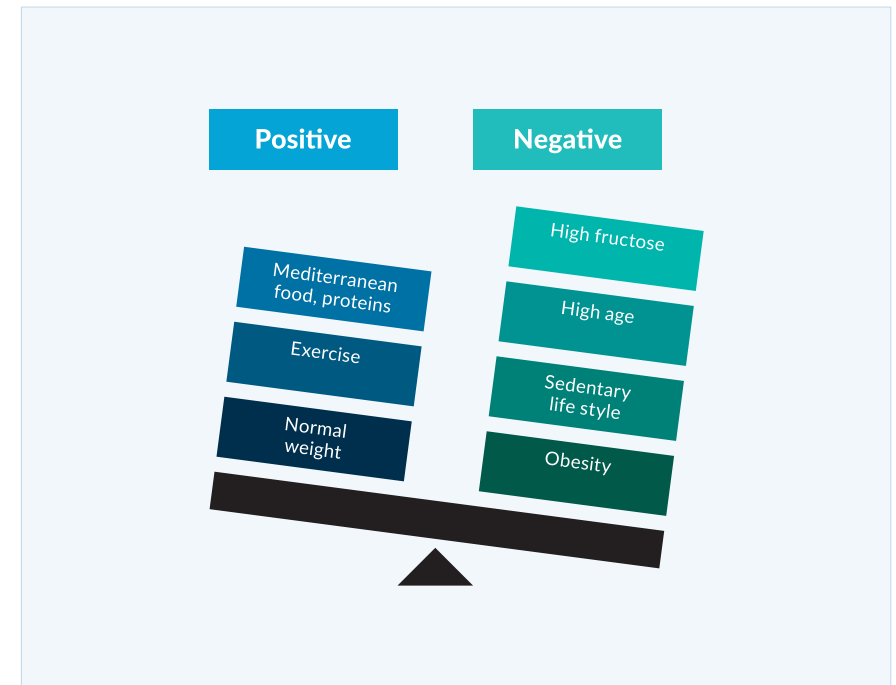 Positive
Negative
Mediterranean
food, proteins
Exercise
Normal
weight
High fructose
High age
Sedentary
life style
Obesity